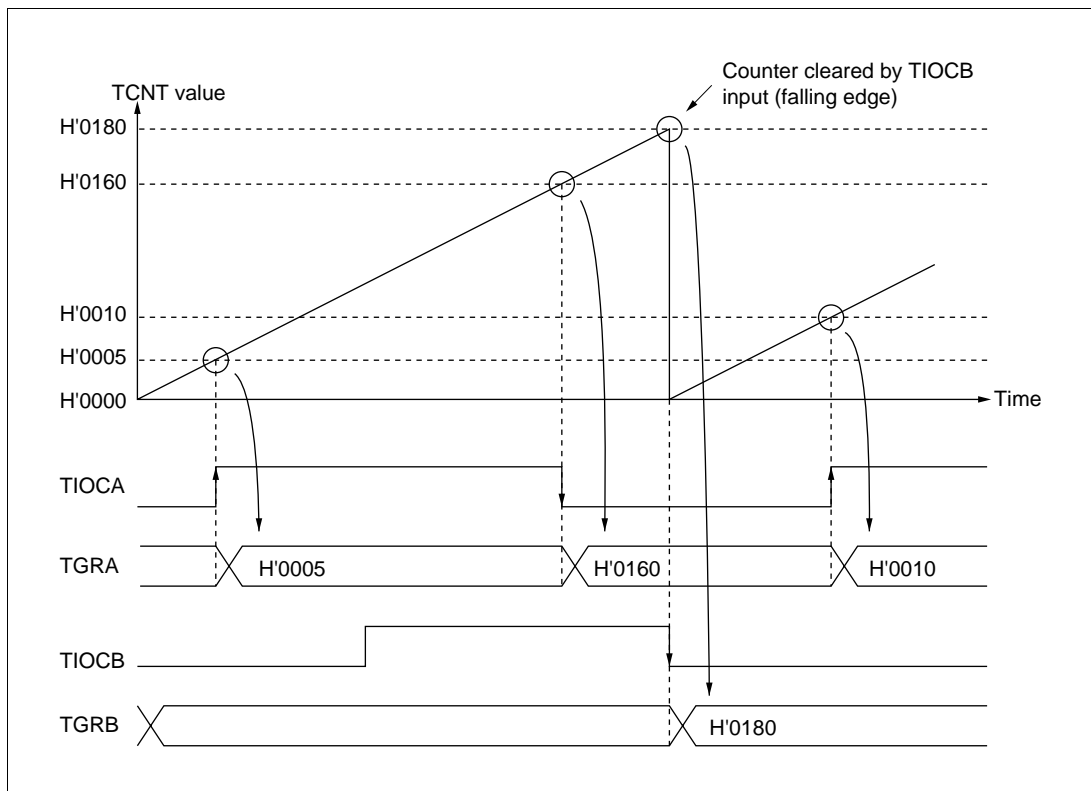 Counter cleared by TIOCB
input (falling edge)
TCNT value
H'0180
H'0160
H'0010
H'0005
H'0000
Time
TIOCA
TGRA
H'0005
H'0160
H'0010
TIOCB
TGRB
H'0180